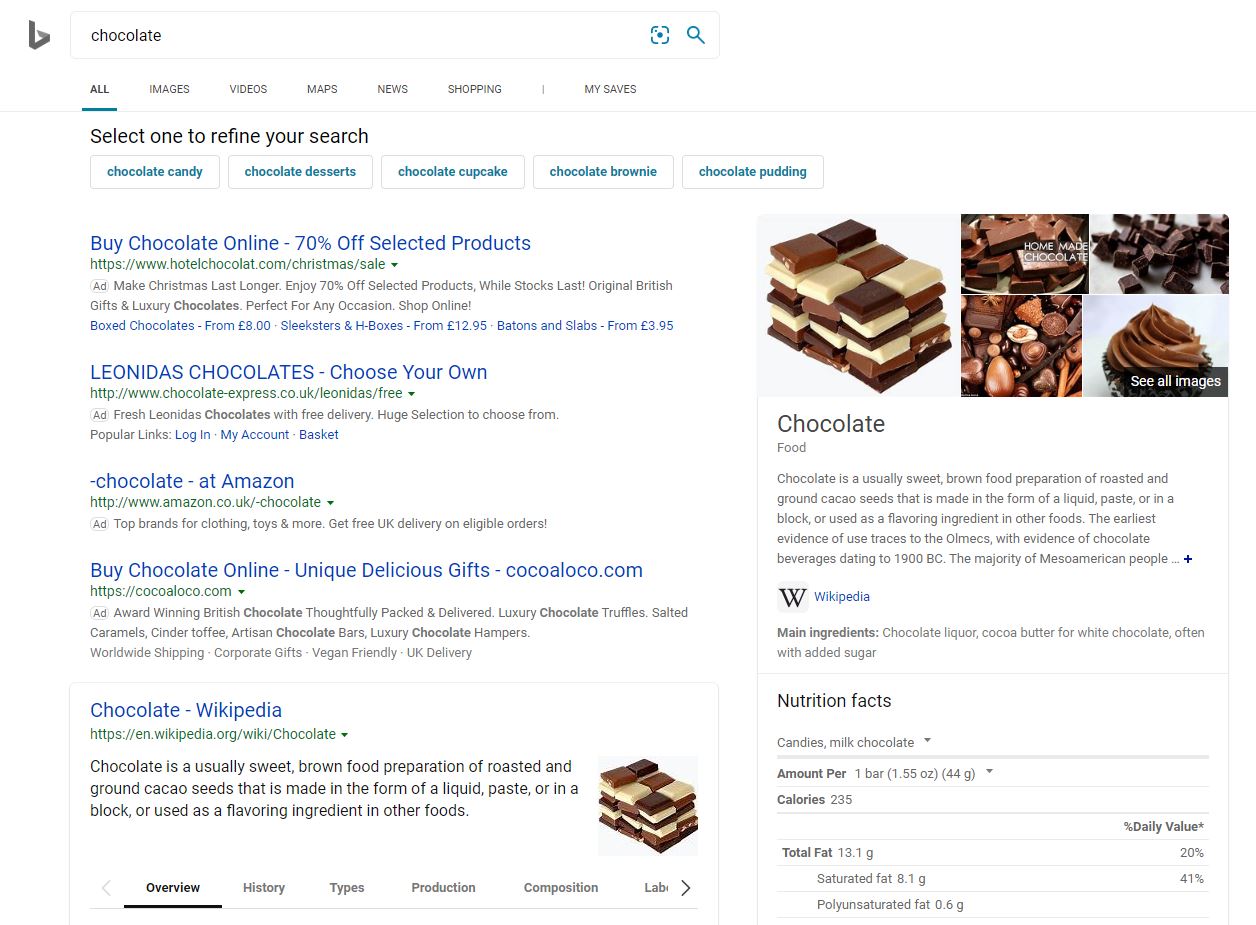 chocolate
ALL IMAGES VIDEOS MAPS NEWS SHOPPING | MY SAVES
Select one to refine your search
chocolate candy chocolate desserts chocolate cupcake chocolate brownie chocolate pudding
Buy Chocolate Online - 70% Off Selected Products
https://www.hotelchocolat.com/christmas/sale
Ad Make Christmas Last Longer. Enjoy 70% Off Selected Products, While Stocks Last! Original British
Gifts & Luxury Chocolates. Perfect For Any Occasion. Shop Online!
Boxed Chocolates - From £8.00 · Sleeksters & H-Boxes - From £12.95 · Batons and Slabs - From £3.95
LEONIDAS CHOCOLATES - Choose Your Own
http://www.chocolate-express.co.uk/leonidas/free
Ad Fresh Leonidas Chocolates with free delivery. Huge Selection to choose from.
Popular Links: Log In · My Account · Basket
-chocolate - at Amazon
http://www.amazon.co.uk/-chocolate
Ad Top brands for clothing, toys & more. Get free UK delivery on eligible orders!
Buy Chocolate Online - Unique Delicious Gifts - cocoaloco.com
https://cocoaloco.com
Ad Award Winning British Chocolate Thoughtfully Packed & Delivered. Luxury Chocolate Truffles. Salted
Caramels, Cinder toffee, Artisan Chocolate Bars, Luxury Chocolate Hampers.
Worldwide Shipping · Corporate Gifts · Vegan Friendly · UK Delivery
Chocolate - Wikipedia
https://en.wikipedia.org/wiki/Chocolate
Chocolate is a usually sweet, brown food preparation of roasted and
ground cacao seeds that is made in the form of a liquid, paste, or in a
block, or used as a flavoring ingredient in other foods.
Overview History Types Production Composition Labe
HOME MADE
CHOCOLATE
See all images
Chocolate
Food
Chocolate is a usually sweet, brown food preparation of roasted and
ground cacao seeds that is made in the form of a liquid, paste, or in a
block, or used as a flavoring ingredient in other foods. The earliest
evidence of use traces to the Olmecs, with evidence of chocolate
beverages dating to 1900 BC. The majority of Mesoamerican people ... +
W Wikipedia
Main ingredients: Chocolate liquor, cocoa butter for white chocolate, often
with added sugar
Nutrition facts
Candies, milk chocolate
Amount Per 1 bar (1.55 oz) (44 g)
Calories 235
%Daily Value*
Total Fat 13.1 g 20%
Saturated fat 8.1 g 41%
Polyunsaturated fat 0.6 g